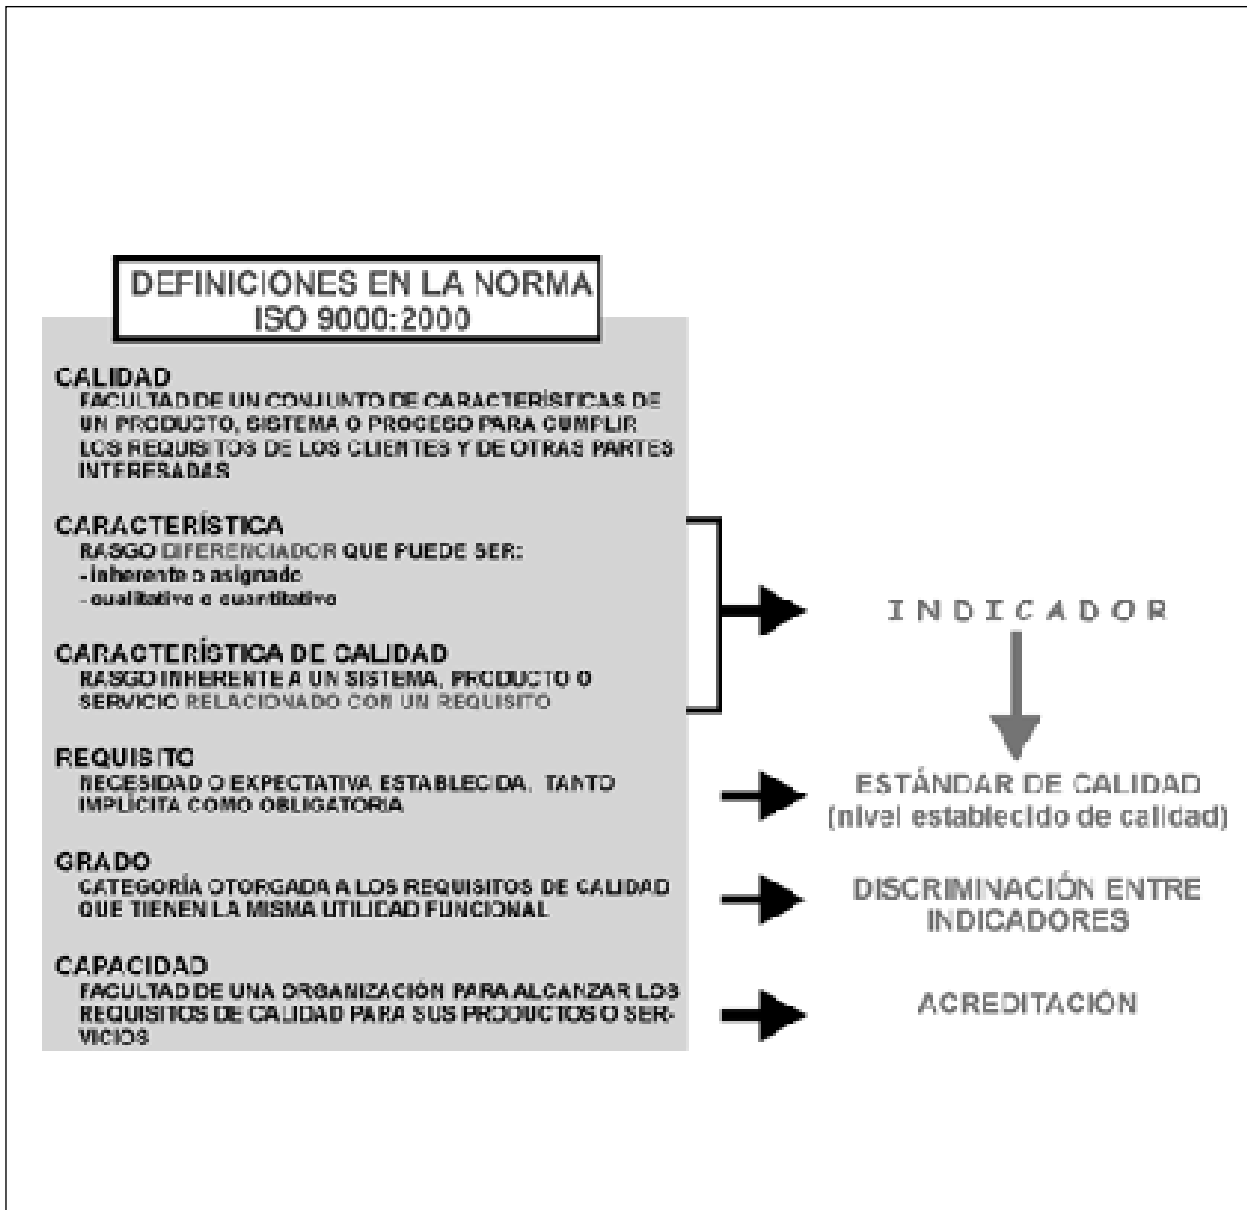 DEFINICIONES EN LA NORMA
ISO 9000:2000
CALIDAD
FACULTAD DE UN CONJUNTO DE CARACTERÍSTICAS DE
UN PRODUCTO, SISTEMA O PROCESO PARA CUMPLIR
LOS REQUISITOS DE LOS CLIENTES Y DE OTRAS PARTES
INTERESADAS
CARACTERÍSTICA
RASGO DIFERENCIADOR QUE PUEDE SER:
- inherente o asignado
- cualitativo o cuantitativo
CARACTERÍSTICA DE CALIDAD
RASGO INHERENTE A UN SISTEMA, PRODUCTO O
SERVICIO RELACIONADO CON UN REQUISITO
REQUISITO
NECESIDAD O EXPECTATIVA ESTABLECIDA, TANTO
IMPLÍCITA COMO OBLIGATORIA
GRADO
CATEGORÍA OTORGADA A LOS REQUISITOS DE CALIDAD
QUE TIENEN LA MISMA UTILIDAD FUNCIONAL
CAPACIDAD
FACULTAD DE UNA ORGANIZACIÓN PARA ALCANZAR LOS
REQUISITOS DE CALIDAD PARA SUS PRODUCTOS O SER-
VICIOS
INDICADOR
ESTÁNDAR DE CALIDAD
(nivel establecido de calidad)
DISCRIMINACIÓN ENTRE
INDICADORES
ACREDITACIÓN